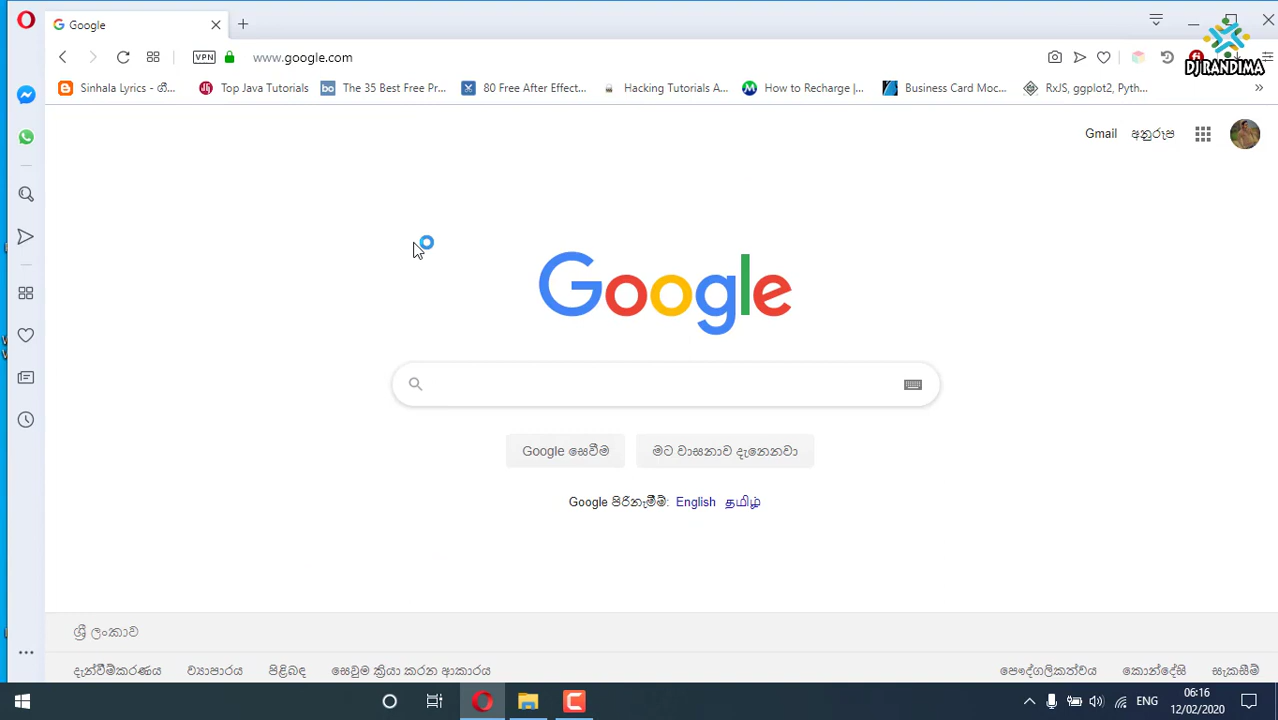 Google
DJ RANDIMA
VPN
www.google.com
Sinhala Lyrics - ගී...
Top Java Tutorials
bo
The 35 Best Free Pr...
80 Free After Effect...
Hacking Tutorials A...
How to Recharge |...
Business Card Moc...
RxJS, ggplot2, Pyth...
»
Gmail
අනුරූප
Google
Google සෙවීම
මට වාසනාව දැනෙනවා
Google පිරිනැමීම්: English தமிழ்
ශ්‍රී ලංකාව
දැන්වීම්කරණය
ව්‍යාපාරය
පිළිබඳ
සෙවුම ක්‍රියා කරන ආකාරය
පෞද්ගලිකත්වය
කොන්දේසි
සැකසීම්
ENG
06:16
12/02/2020